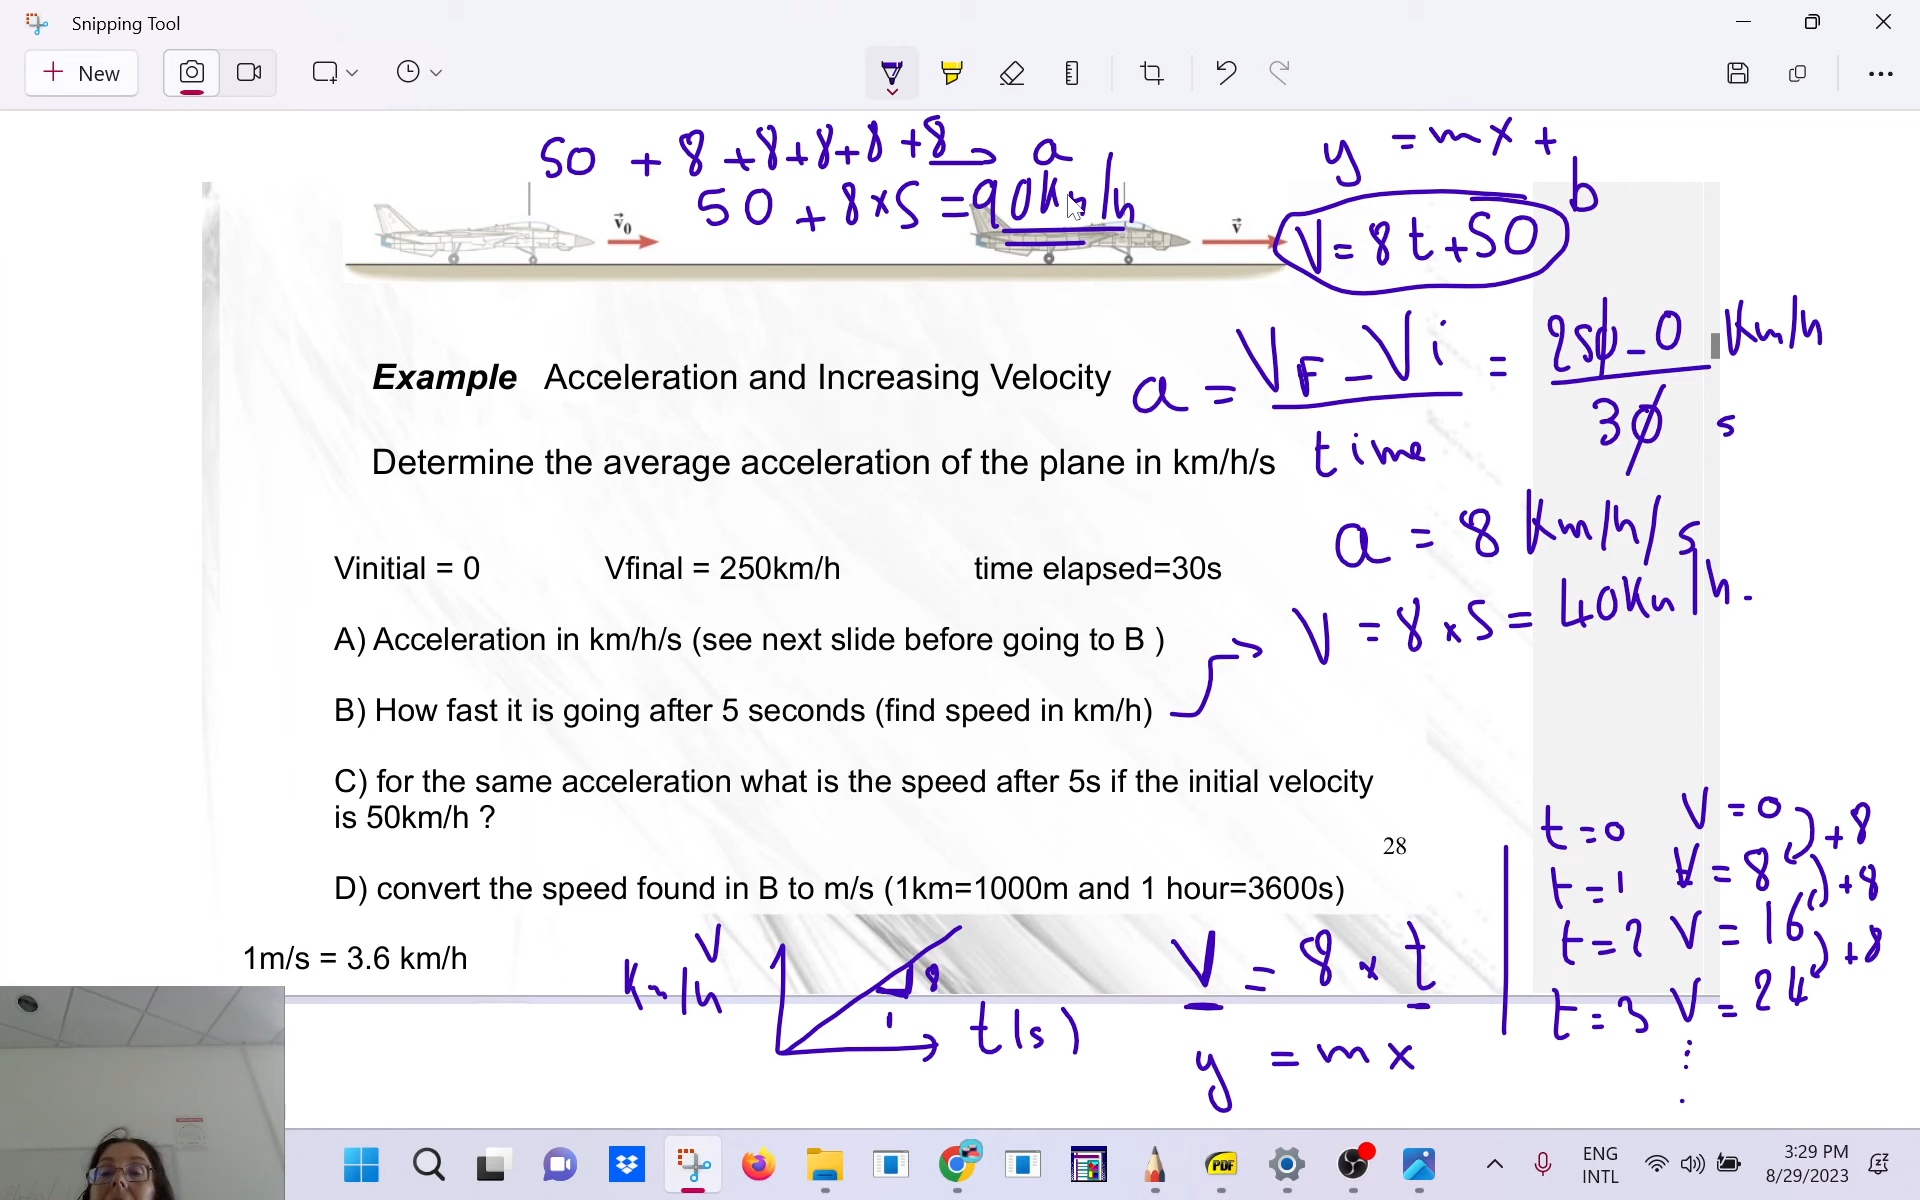 Snipping Tool
New
50 + 8 + 8 + 8 + 8 + 8 → a
50 + 8 × 5 = 90 km/h
y = mx + b
V = 8t + 50
v⃗0
v⃗
Example Acceleration and Increasing Velocity
a = VF - Vi / time = 250 - 0 / 30 Km/h s
Determine the average acceleration of the plane in km/h/s
a = 8 Km/h/s
Vinitial = 0 Vfinal = 250km/h time elapsed=30s
V = 8 × 5 = 40 Km/h.
A) Acceleration in km/h/s (see next slide before going to B )
B) How fast it is going after 5 seconds (find speed in km/h)
C) for the same acceleration what is the speed after 5s if the initial velocity
is 50km/h ?
28
D) convert the speed found in B to m/s (1km=1000m and 1 hour=3600s)
1m/s = 3.6 km/h
t = 0 V = 0 +8
t = 1 V = 8 +8
t = 2 V = 16 +8
t = 3 V = 24
V
Km/h
8
1
t(s)
V = 8 × t
y = mx
PDF
ENG
INTL
3:29 PM
8/29/2023